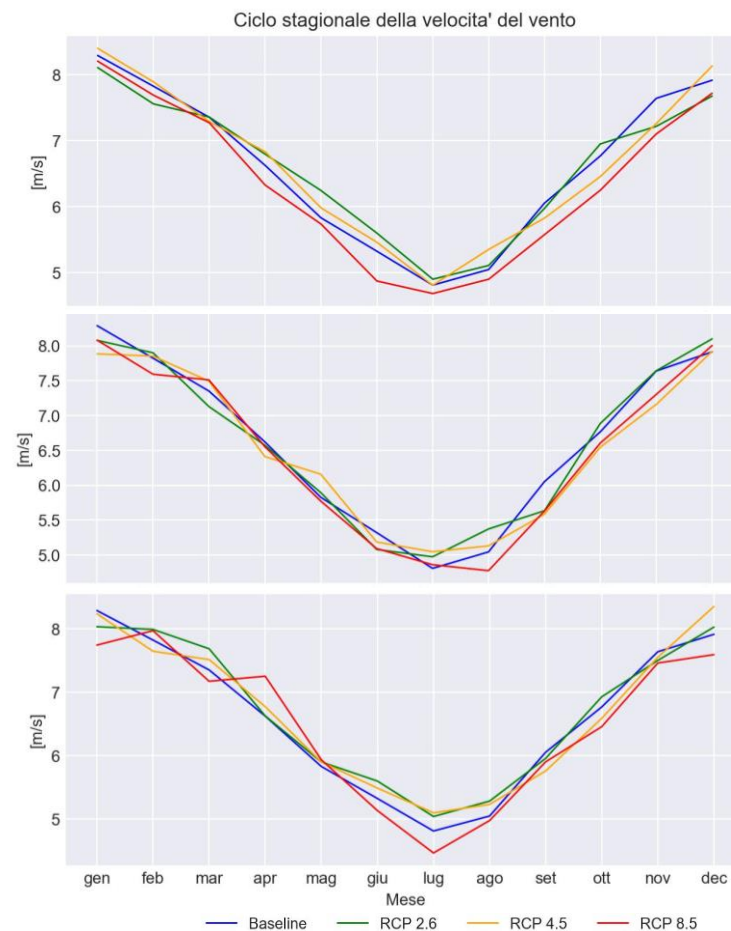 Ciclo stagionale della velocita' del vento
8
7
6
5
[m/s]
8.0
7.5
7.0
6.5
6.0
5.5
5.0
[m/s]
8
7
6
5
[m/s]
gen feb mar apr mag giu lug ago set ott nov dec
Mese
Baseline RCP 2.6 RCP 4.5 RCP 8.5